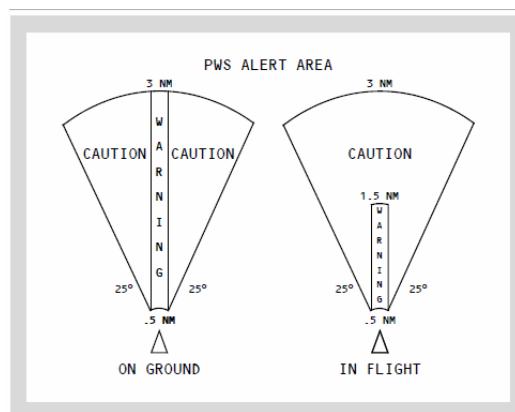 PWS ALERT AREA
3 NM
CAUTION
WARNING
CAUTION
25°
25°
.5 NM
ON GROUND
3 NM
CAUTION
1.5 NM
WARNING
25°
25°
.5 NM
IN FLIGHT